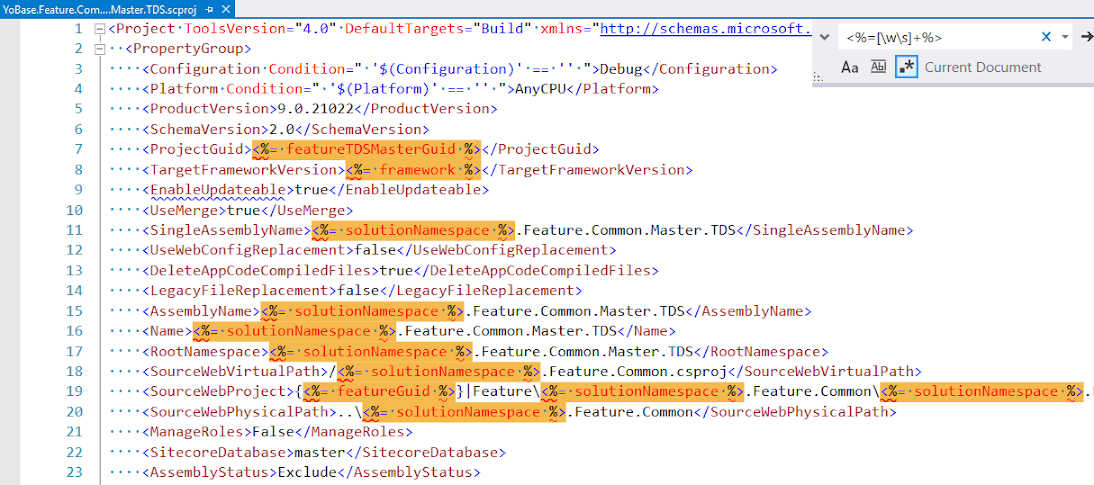 YoBase.Feature.Com....Master.TDS.scproj
<%=[\w\s]+%>
Aa Abl .* Current Document
1 <Project ToolsVersion="4.0" DefaultTargets="Build" xmlns="http://schemas.microsoft.
2 <PropertyGroup>
3 <Configuration Condition=" '$(Configuration)' == '' ">Debug</Configuration>
4 <Platform Condition=" '$(Platform)' == '' ">AnyCPU</Platform>
5 <ProductVersion>9.0.21022</ProductVersion>
6 <SchemaVersion>2.0</SchemaVersion>
7 <ProjectGuid><%= featureTDSMasterGuid %></ProjectGuid>
8 <TargetFrameworkVersion><%= framework %></TargetFrameworkVersion>
9 <EnableUpdateable>true</EnableUpdateable>
10 <UseMerge>true</UseMerge>
11 <SingleAssemblyName><%= solutionNamespace %>.Feature.Common.Master.TDS</SingleAssemblyName>
12 <UseWebConfigReplacement>false</UseWebConfigReplacement>
13 <DeleteAppCodeCompiledFiles>true</DeleteAppCodeCompiledFiles>
14 <LegacyFileReplacement>false</LegacyFileReplacement>
15 <AssemblyName><%= solutionNamespace %>.Feature.Common.Master.TDS</AssemblyName>
16 <Name><%= solutionNamespace %>.Feature.Common.Master.TDS</Name>
17 <RootNamespace><%= solutionNamespace %>.Feature.Common.Master.TDS</RootNamespace>
18 <SourceWebVirtualPath>/<%= solutionNamespace %>.Feature.Common.csproj</SourceWebVirtualPath>
19 <SourceWebProject>{<%= featureGuid %>}|Feature\<%= solutionNamespace %>.Feature.Common\<%= solutionNamespace %>.
20 <SourceWebPhysicalPath>..\<%= solutionNamespace %>.Feature.Common</SourceWebPhysicalPath>
21 <ManageRoles>False</ManageRoles>
22 <SitecoreDatabase>master</SitecoreDatabase>
23 <AssemblyStatus>Exclude</AssemblyStatus>